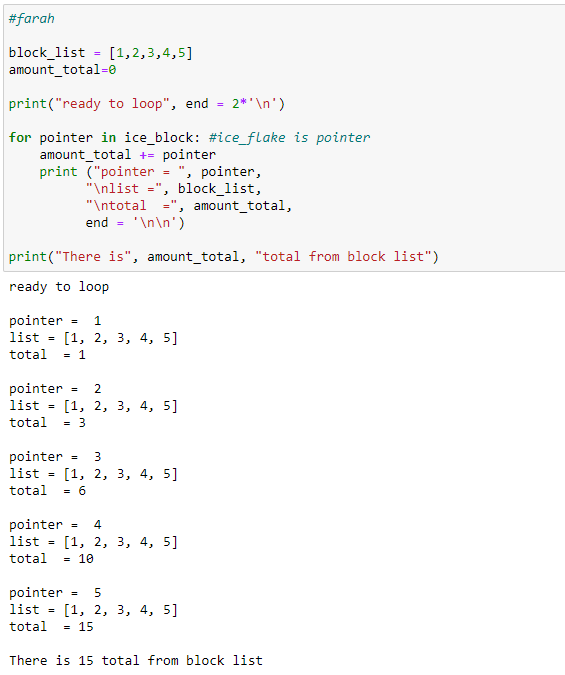 #farah
block_list = [1,2,3,4,5]
amount_total=0
print("ready to loop", end = 2*'\n')
for pointer in ice_block: #ice_flake is pointer
    amount_total += pointer
    print ("pointer = ", pointer,
         "\nlist =", block_list,
         "\ntotal  =", amount_total,
         end = '\n\n')
print("There is", amount_total, "total from block list")
ready to loop
pointer =  1
list = [1, 2, 3, 4, 5]
total  = 1
pointer =  2
list = [1, 2, 3, 4, 5]
total  = 3
pointer =  3
list = [1, 2, 3, 4, 5]
total  = 6
pointer =  4
list = [1, 2, 3, 4, 5]
total  = 10
pointer =  5
list = [1, 2, 3, 4, 5]
total  = 15
There is 15 total from block list